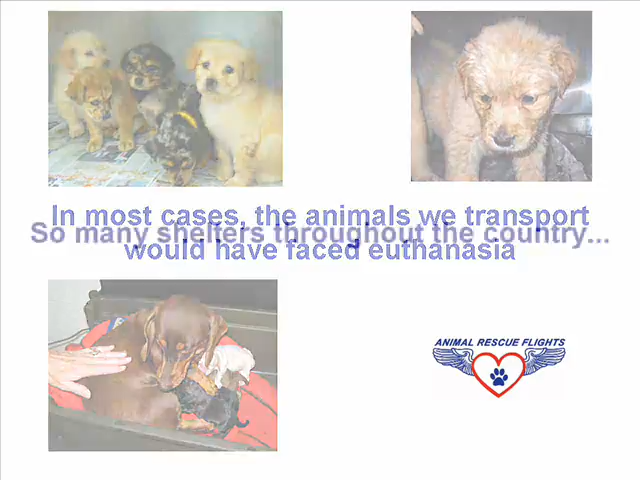 In most cases, the animals we transport
So many shelters throughout the country...
would have faced euthanasia
ANIMAL RESCUE FLIGHTS